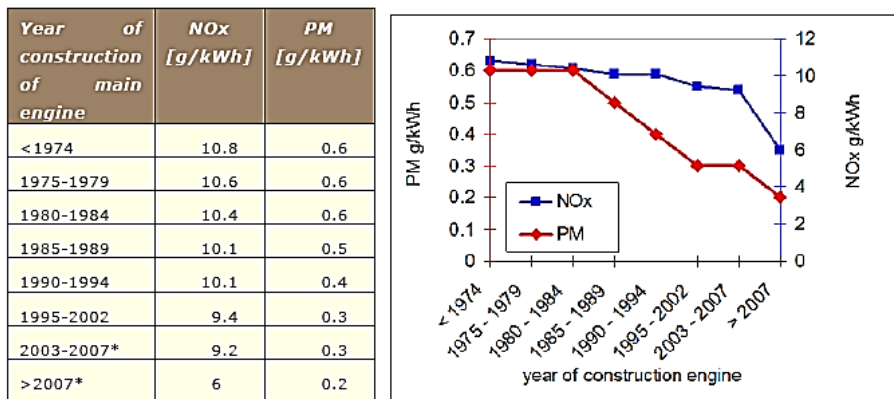 Year of NOx PM
construction [g/kWh] [g/kWh]
of main
engine
<1974 10.8 0.6
1975-1979 10.6 0.6
1980-1984 10.4 0.6
1985-1989 10.1 0.5
1990-1994 10.1 0.4
1995-2002 9.4 0.3
2003-2007* 9.2 0.3
>2007* 6 0.2
0.7 12
0.6 10
0.5 8
0.4 6
0.3 4
0.2 2
0.1 0
0
PM g/kWh
NOx g/kWh
NOx
PM
< 1974
1975 - 1979
1980 - 1984
1985 - 1989
1990 - 1994
1995 - 2002
2003 - 2007
> 2007
year of construction engine